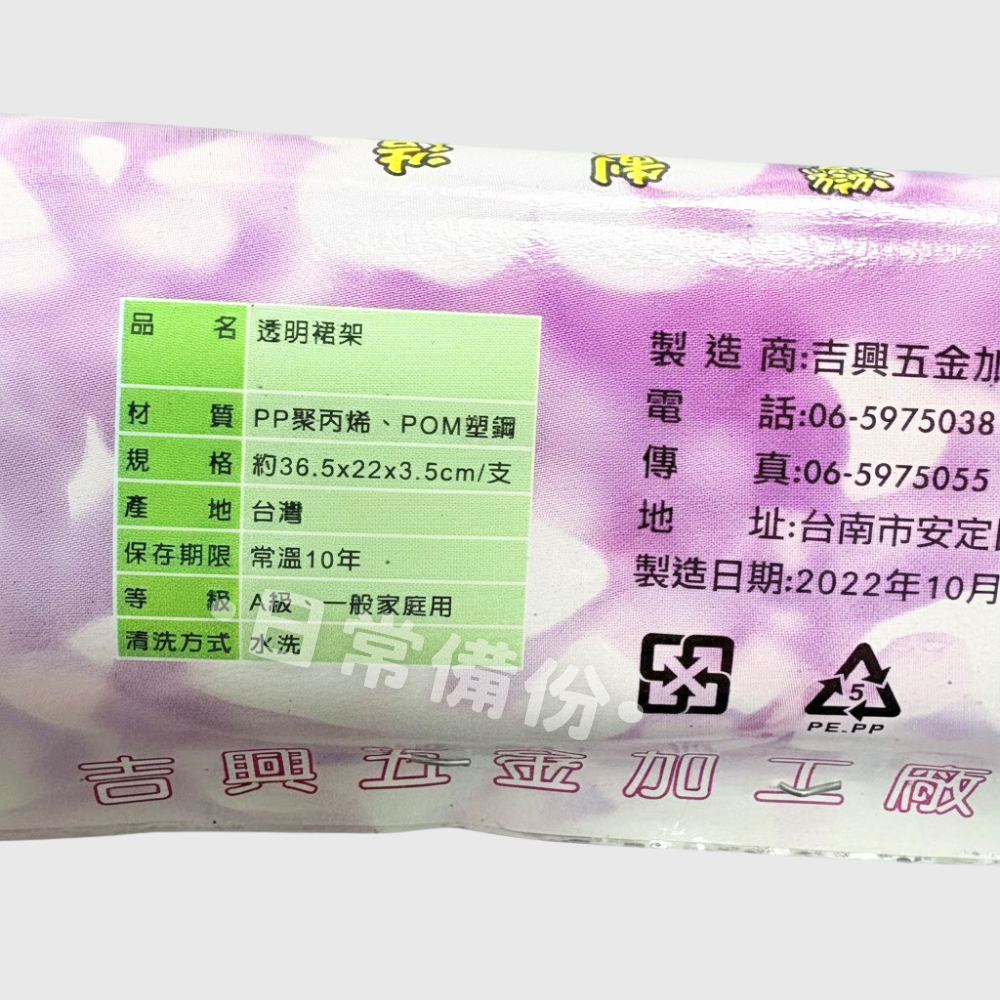 灣製造
品名 透明裙架
材質 PP聚丙烯、POM塑鋼
規格 約36.5x22x3.5cm/支
產地 台灣
保存期限 常溫10年
等級 A級、一般家庭用
清洗方式 水洗
製造商:吉興五金加
電話:06-5975038
傳真:06-5975055
地址:台南市安定
製造日期:2022年10月
5
PE.PP
·日常備份·
吉興五金加工廠